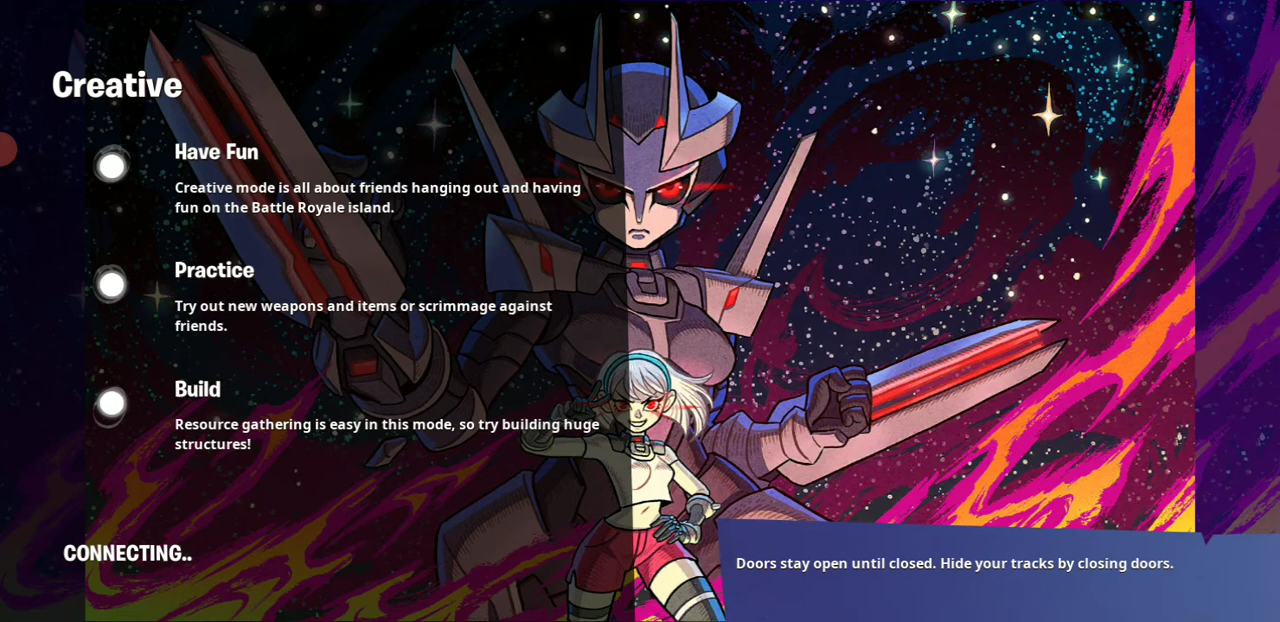 Creative
Have Fun
Creative mode is all about friends hanging out and having
fun on the Battle Royale island.
Practice
Try out new weapons and items or scrimmage against
friends.
Build
Resource gathering is easy in this mode, so try building huge
structures!
CONNECTING..
Doors stay open until closed. Hide your tracks by closing doors.